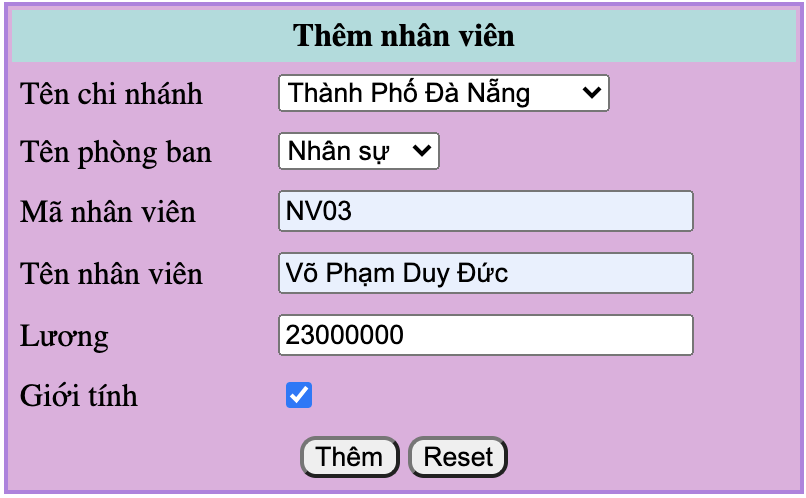 Thêm nhân viên
Tên chi nhánh Thành Phố Đà Nẵng
Tên phòng ban Nhân sự
Mã nhân viên NV03
Tên nhân viên Võ Phạm Duy Đức
Lương 23000000
Giới tính
Thêm Reset